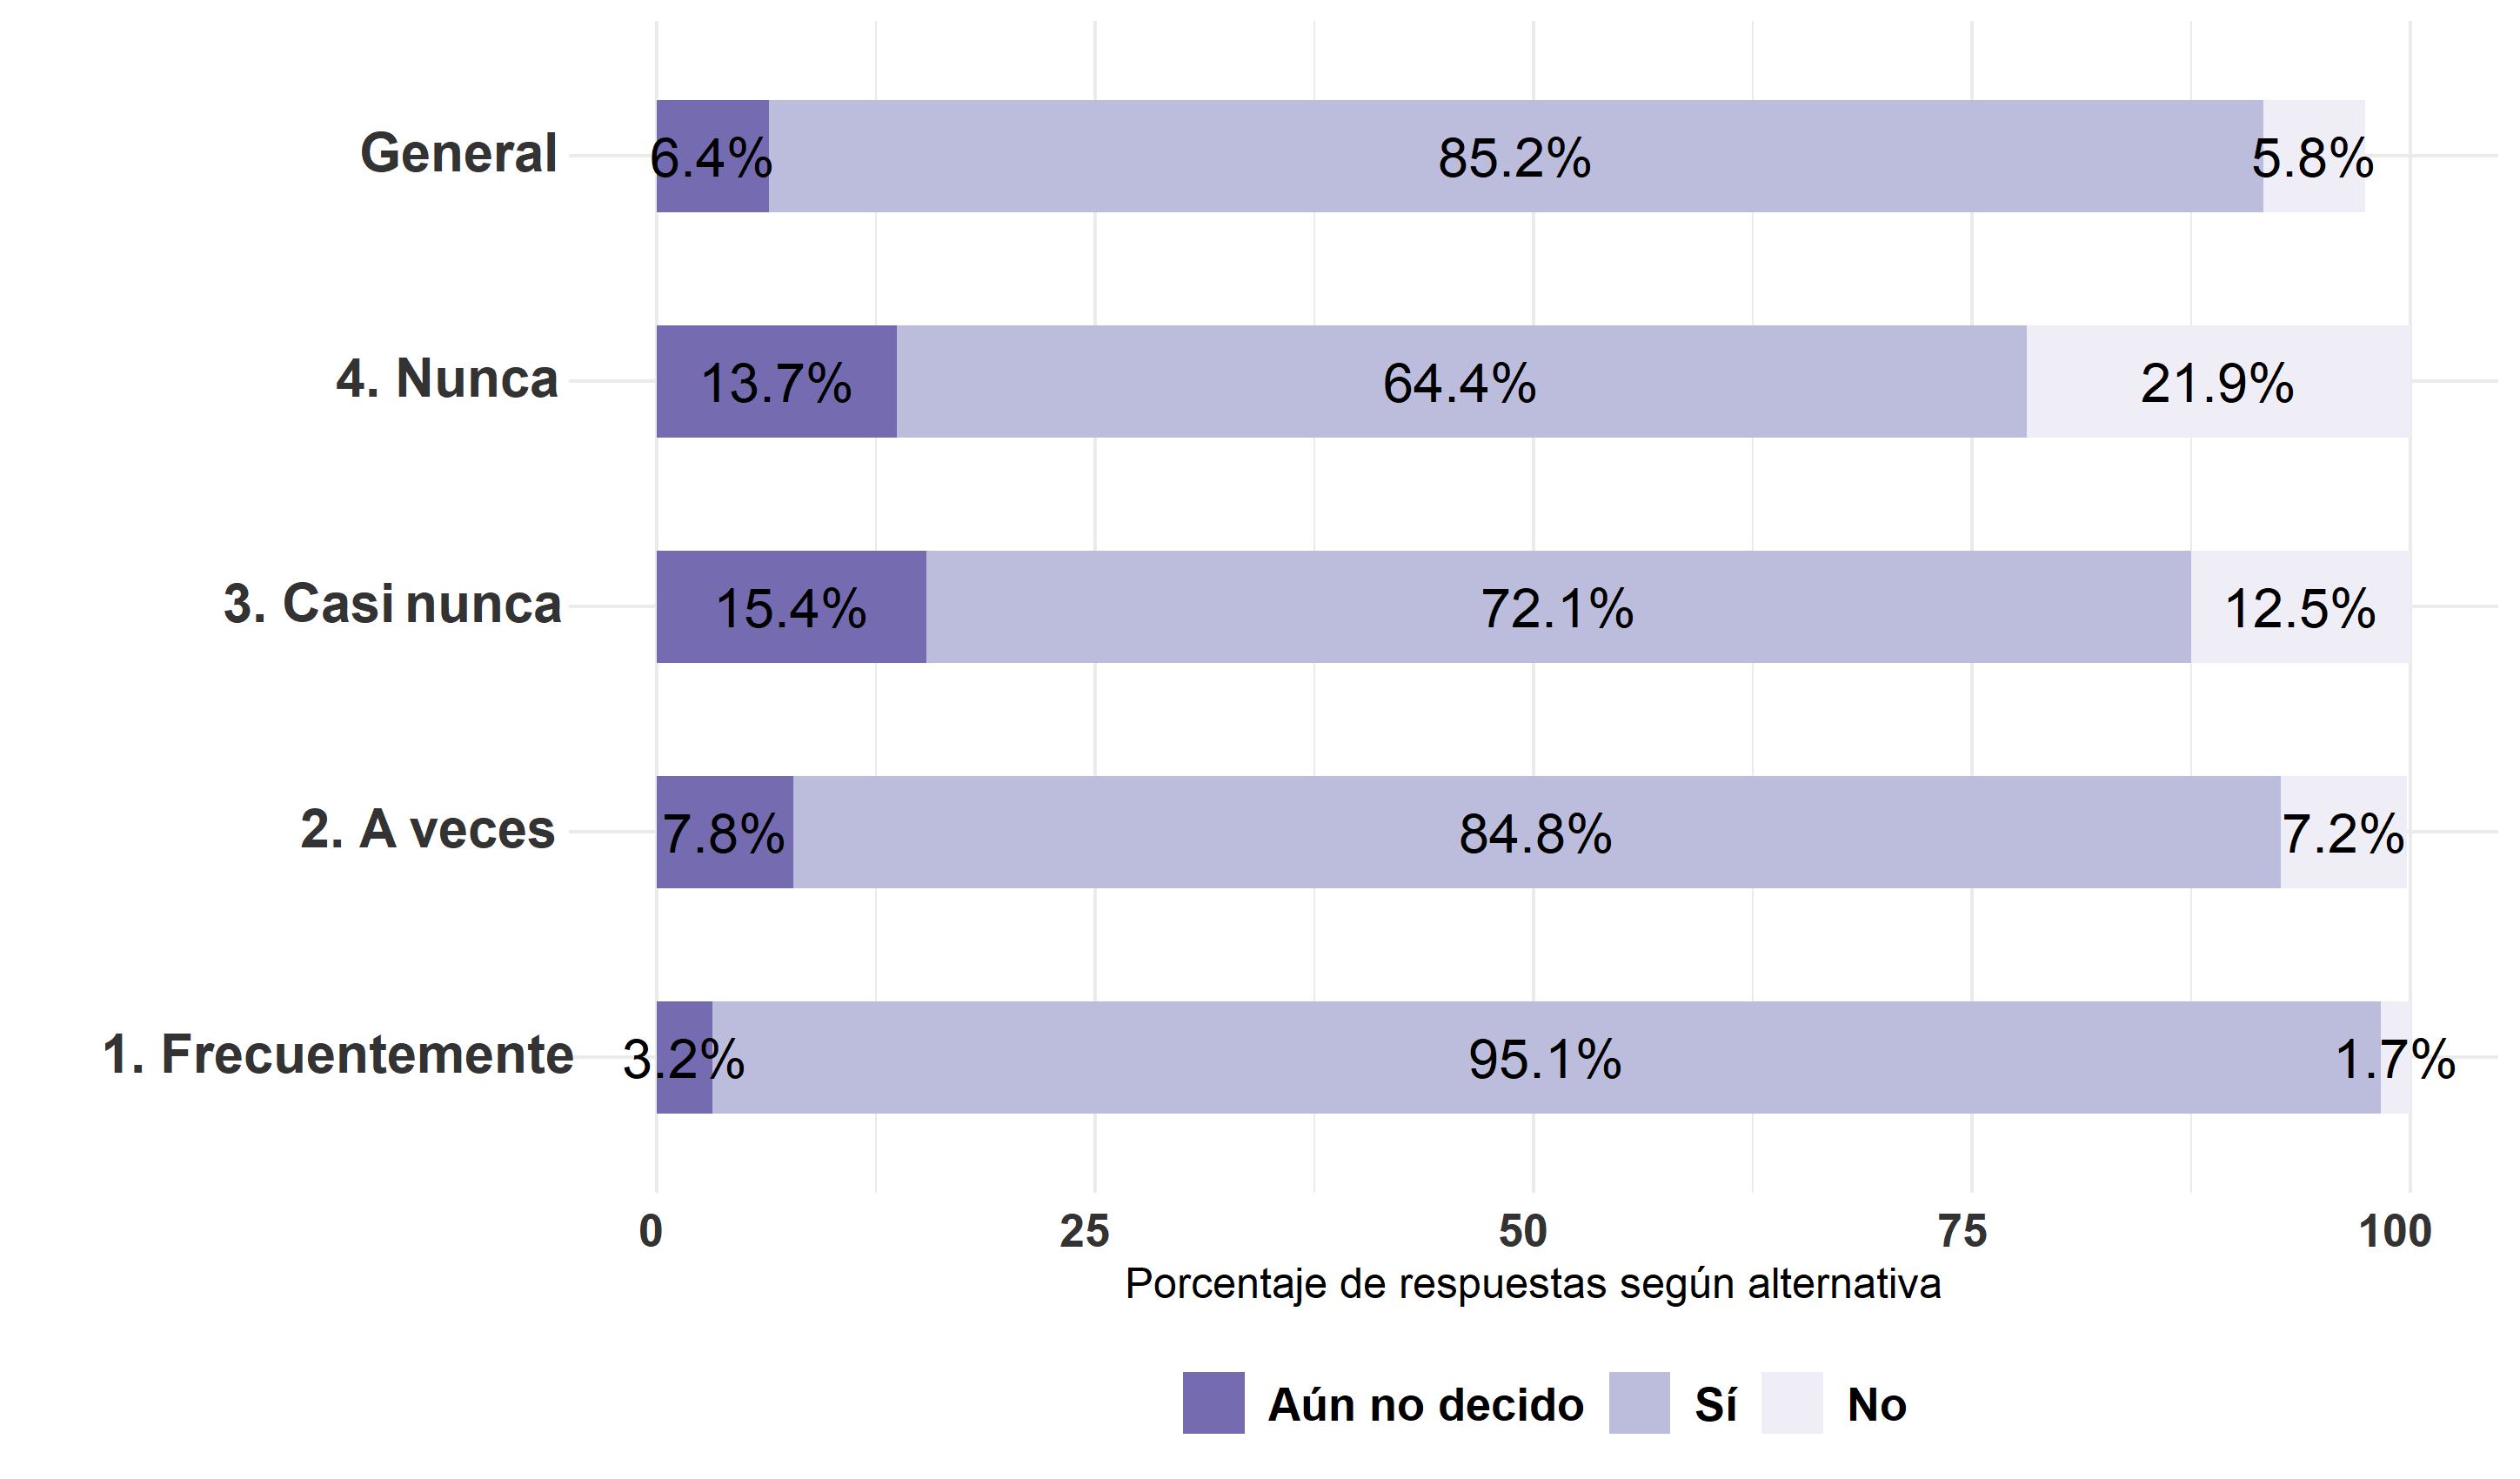 General 6.4% 85.2% 5.8%
4. Nunca 13.7% 64.4% 21.9%
3. Casi nunca 15.4% 72.1% 12.5%
2. A veces 7.8% 84.8% 7.2%
1. Frecuentemente 3.2% 95.1% 1.7%
0 25 50 75 100
Porcentaje de respuestas según alternativa
Aún no decido Sí No